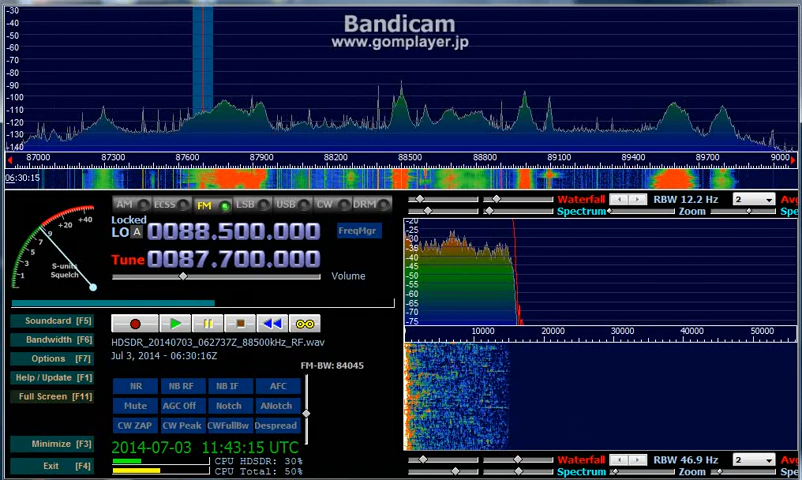 Bandicam
www.gomplayer.jp
-30
-40
-50
-60
-70
-80
-90
-100
-110
-120
-130
-140
87000 87300 87600 87900 88200 88500 88800 89100 89400 89700 9000
06:30:15
AM ECSS FM LSB USB CW DRM
Locked
LO A 0088.500.000 FreqMgr
Tune 0087.700.000
Volume
+20 +40
9
7
5
3
1
S-units
Squelch
Waterfall RBW 12.2 Hz 2 Avg
Spectrum Zoom Spe
-20
-25
-30
-35
-40
-45
-50
-55
-60
-65
-70
-75
10000 20000 30000 40000 50000
Soundcard [F5]
Bandwidth [F6]
Options [F7]
Help / Update [F1]
Full Screen [F11]
Minimize [F3]
Exit [F4]
HDSDR_20140703_062737Z_88500kHz_RF.wav
Jul 3, 2014 - 06:30:16Z
FM-BW: 84045
NR NB RF NB IF AFC
Mute AGC Off Notch ANotch
CW ZAP CW Peak CWFullBw Despread
2014-07-03 11:43:15 UTC
CPU HDSDR: 30%
CPU Total: 50%
Waterfall RBW 46.9 Hz 2 Avg
Spectrum Zoom Spe